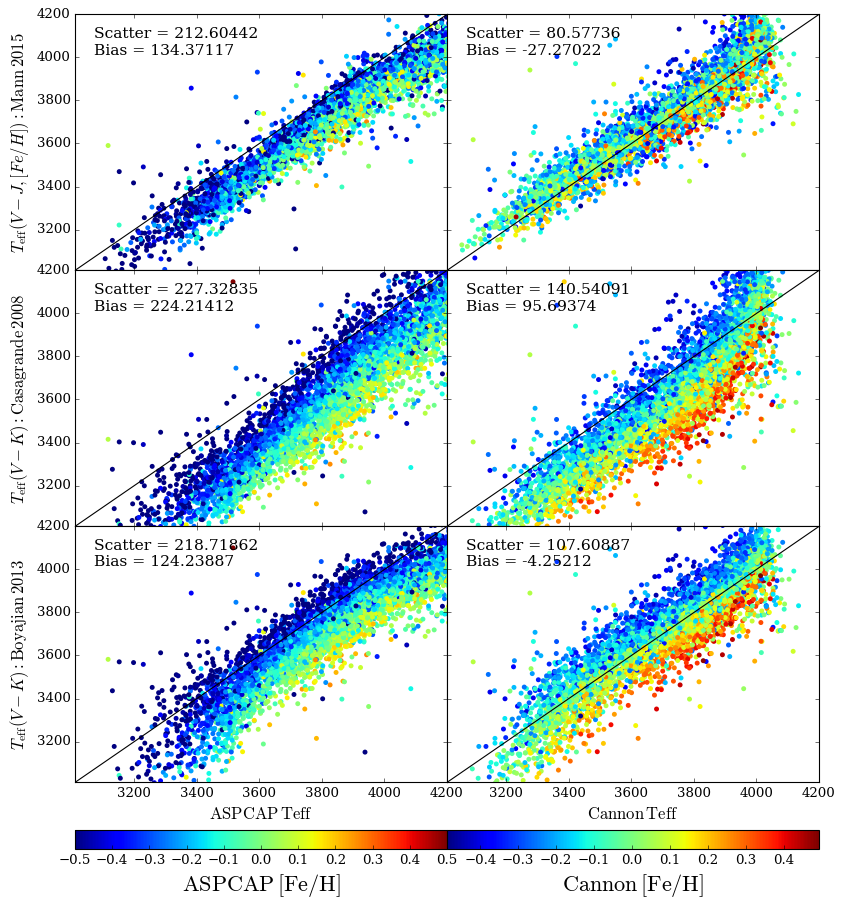 4200
Scatter = 212.60442
Bias = 134.37117
Scatter = 80.57736
Bias = -27.27022
4000
3800
3600
3400
3200
T_eff(V − J, [Fe/H]) : Mann 2015
4200
Scatter = 227.32835
Bias = 224.21412
Scatter = 140.54091
Bias = 95.69374
4000
3800
3600
3400
3200
T_eff(V − K) : Casagrande 2008
4200
Scatter = 218.71862
Bias = 124.23887
Scatter = 107.60887
Bias = -4.25212
4000
3800
3600
3400
3200
T_eff(V − K) : Boyajian 2013
3200 3400 3600 3800 4000 4200 3200 3400 3600 3800 4000 4200
ASPCAP Teff Cannon Teff
−0.5 −0.4 −0.3 −0.2 −0.1 0.0 0.1 0.2 0.3 0.4 0.5 −0.4 −0.3 −0.2 −0.1 0.0 0.1 0.2 0.3 0.4
ASPCAP [Fe/H] Cannon [Fe/H]